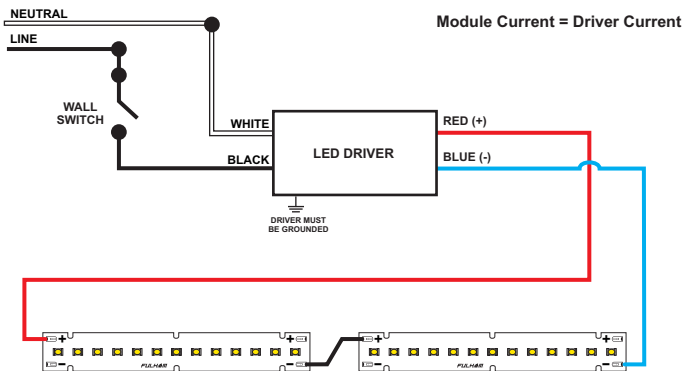 NEUTRAL
Module Current = Driver Current
LINE
WALL
SWITCH
WHITE
BLACK
LED DRIVER
RED (+)
BLUE (-)
DRIVER MUST
BE GROUNDED
+ +
- -
FULHAM
+ +
- -
FULHAM